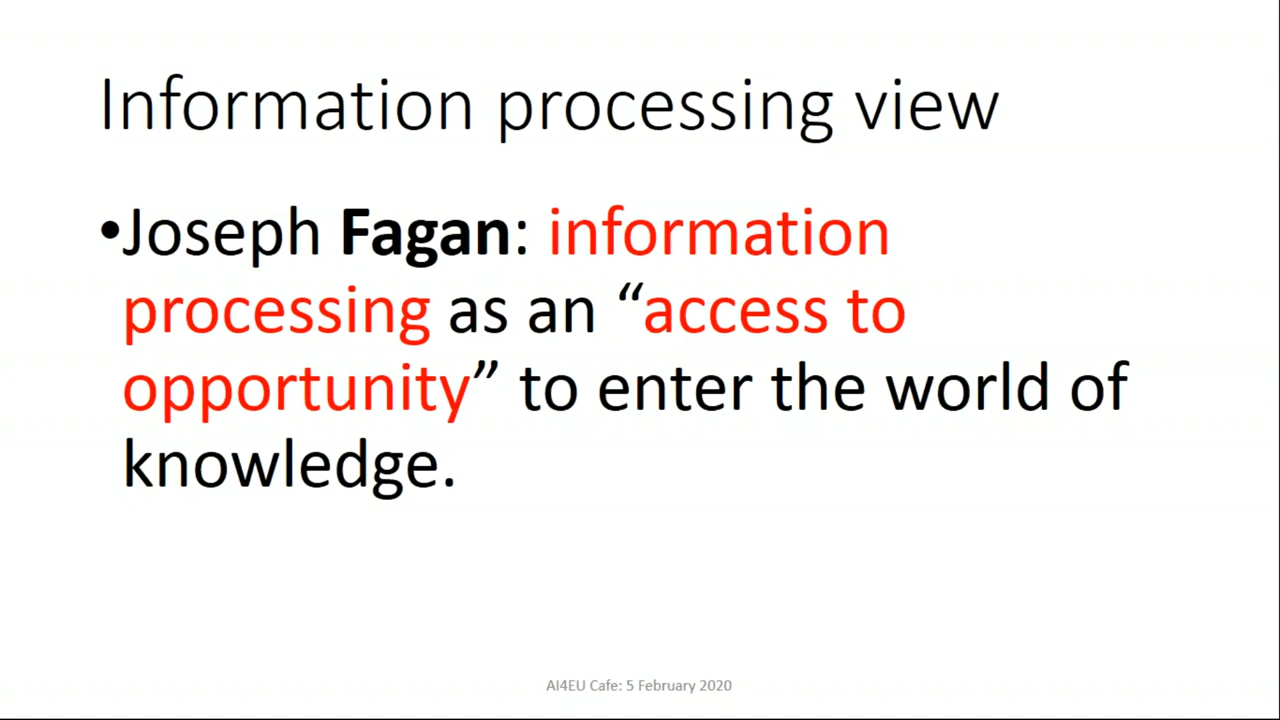 Information processing view
•Joseph Fagan: information
processing as an “access to
opportunity” to enter the world of
knowledge.
AI4EU Cafe: 5 February 2020